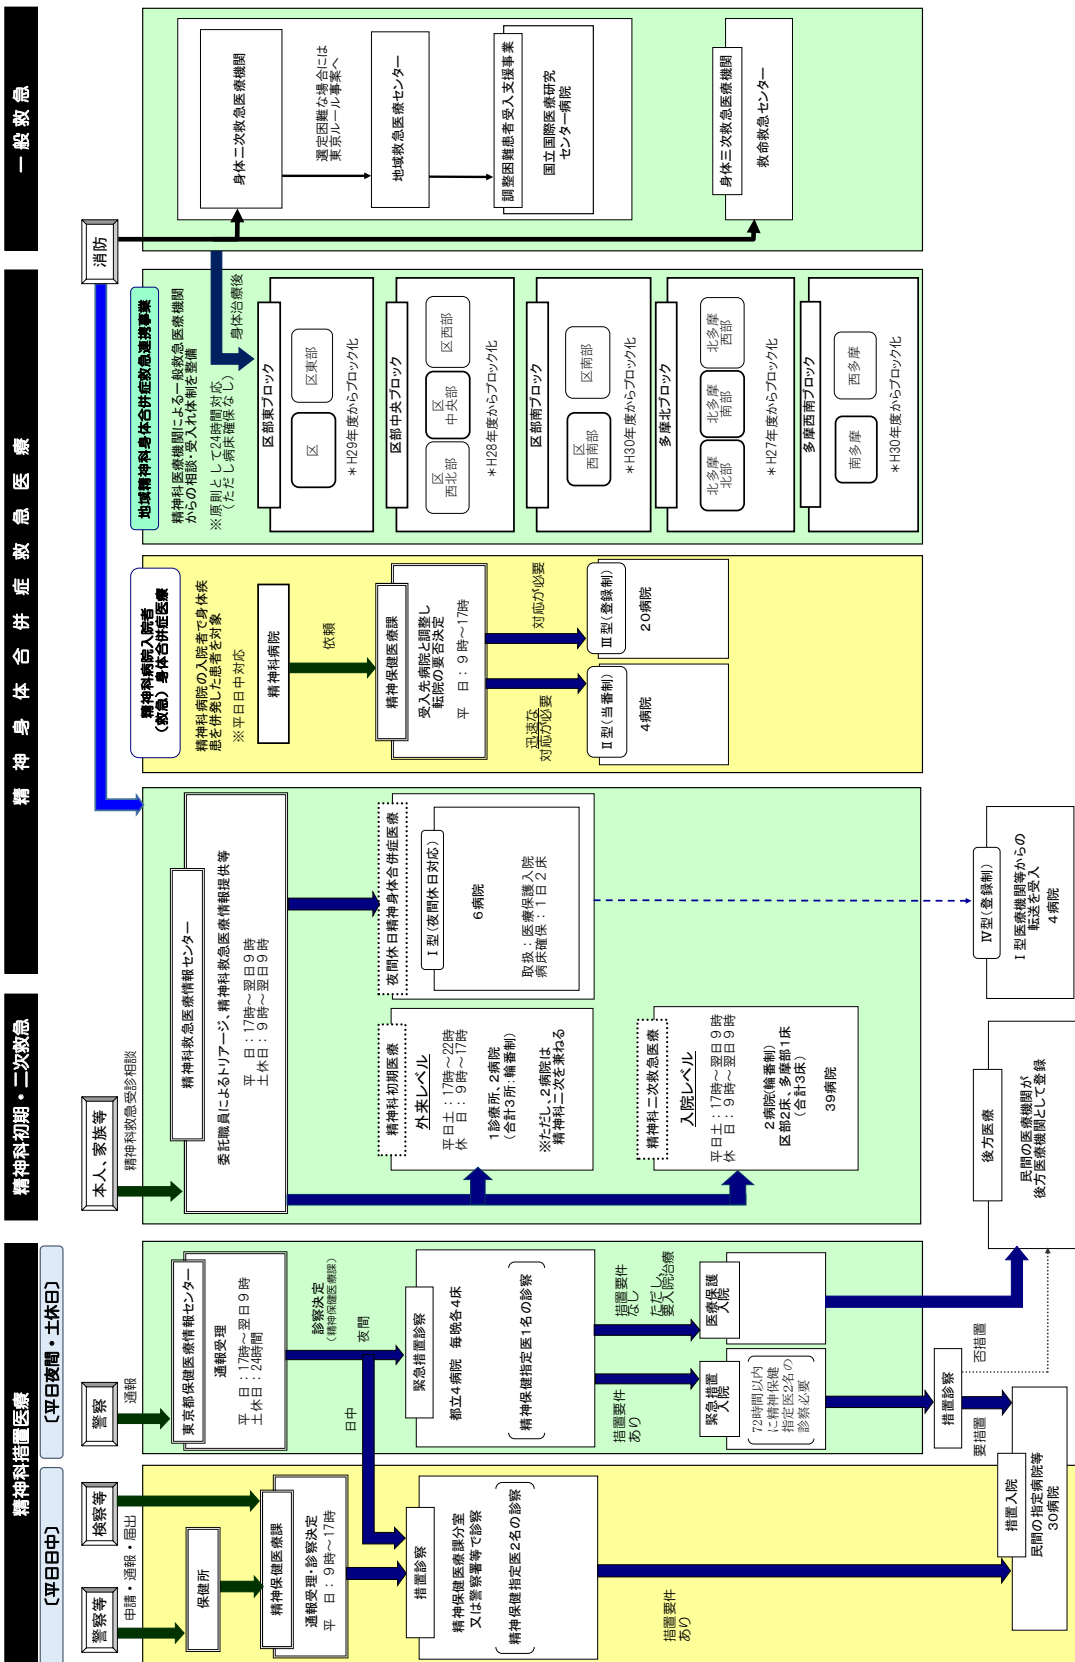 精神科措置医療
〔平日日中〕
〔平日夜間・土休日〕
警察等
検察等
申請・通報・届出
保健所
精神保健医療課
通報受理・診察決定
平　日：９時～17時
措置診察
精神保健医療課分室
又は警察署等で診察
精神保健指定医2名の診察
措置要件
あり
措置入院
民間の指定病院等
30病院
警察
通報
東京都保健医療情報センター
通報受理
平　日：17時～翌日９時
土休日：24時間
診察決定
(精神保健医療課)
日中
夜間
緊急措置診察
都立４病院　毎晩各４床
精神保健指定医1名の診察
措置要件
あり
措置要件
なし
ただし、
要入院治療
緊急措置
入院
72時間以内
に精神保健
指定医2名の
診察必要
医療保護
入院
措置診察
要措置
否措置
後方医療
民間の医療機関が
後方医療機関として登録
精神科初期・二次救急
本人、家族等
精神科救急受診相談
精神科救急医療情報センター
委託職員によるトリアージ、精神科救急医療情報提供等
平　日：17時～翌日９時
土休日：９時～翌日９時
精神科初期医療
外来レベル
平日土：17時～22時
休　日：９時～17時
1診療所、2病院
(合計3所：輪番制)
※ただし、2病院は
精神科二次を兼ねる
精神科二次救急医療
入院レベル
平日土：17時～翌日９時
休　日：９時～翌日９時
2病院(輪番制)
区部2床、多摩部1床
(合計3床)
39病院
精神身体合併症救急医療
夜間休日精神身体合併症医療
Ⅰ型(夜間休日対応)
６病院
取扱：医療保護入院
病床確保：１日２床
Ⅳ型(登録制)
Ⅰ型医療機関等からの
転送を受入
４病院
精神科病院入院者
(救急)身体合併症医療
精神科病院の入院者で身体疾
患を併発した患者を対象
※平日日中対応
精神科病院
依頼
精神保健医療課
受入先病院と調整し
転院の要否決定
平　日：９時～17時
迅速な
対応が必要
対応が必要
Ⅱ型(当番制)
４病院
Ⅲ型(登録制)
20病院
地域精神科身体合併症救急連携事業
精神科医療機関による一般救急医療機関
からの相談・受入れ体制を整備
※原則として24時間対応
(ただし病床確保なし)
身体治療後
区部東ブロック
区
区東部
＊H29年度からブロック化
区部中央ブロック
区
西北部
区
中央部
区西部
＊H28年度からブロック化
区部南ブロック
区
西南部
区南部
＊H30年度からブロック化
多摩北ブロック
北多摩
北部
北多摩
南部
北多摩
西部
＊H27年度からブロック化
多摩西南ブロック
南多摩
西多摩
＊H30年度からブロック化
一般救急
消防
身体二次救急医療機関
選定困難な場合には
東京ルール事案へ
地域救急医療センター
調整困難患者受入支援事業
国立国際医療研究
センター病院
身体三次救急医療機関
救命救急センター